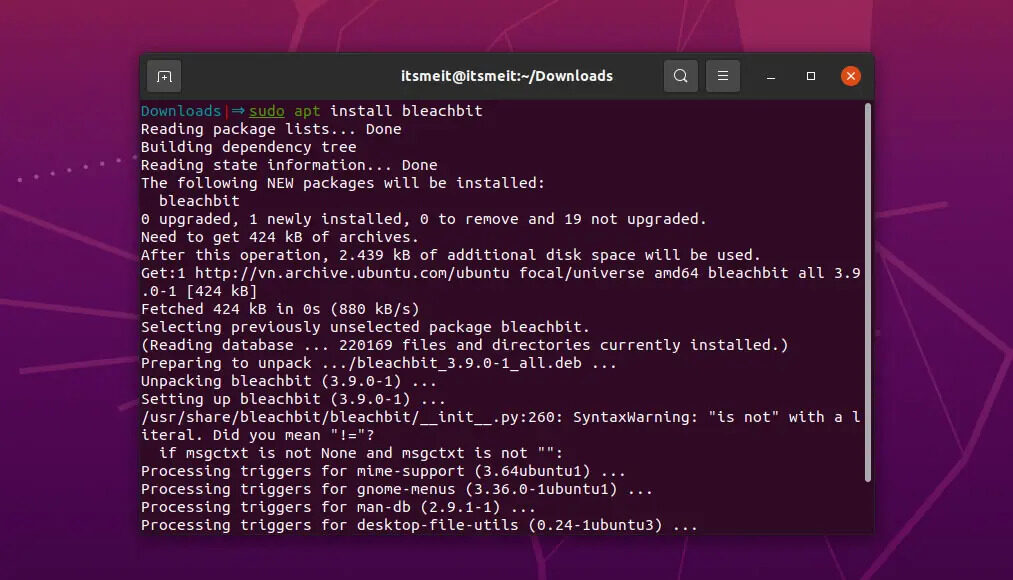 itsmeit@itsmeit:~/Downloads
Downloads|⇒ sudo apt install bleachbit
Reading package lists... Done
Building dependency tree
Reading state information... Done
The following NEW packages will be installed:
  bleachbit
0 upgraded, 1 newly installed, 0 to remove and 19 not upgraded.
Need to get 424 kB of archives.
After this operation, 2.439 kB of additional disk space will be used.
Get:1 http://vn.archive.ubuntu.com/ubuntu focal/universe amd64 bleachbit all 3.9
.0-1 [424 kB]
Fetched 424 kB in 0s (880 kB/s)
Selecting previously unselected package bleachbit.
(Reading database ... 220169 files and directories currently installed.)
Preparing to unpack .../bleachbit_3.9.0-1_all.deb ...
Unpacking bleachbit (3.9.0-1) ...
Setting up bleachbit (3.9.0-1) ...
/usr/share/bleachbit/bleachbit/__init__.py:260: SyntaxWarning: "is not" with a l
iteral. Did you mean "!="?
  if msgctxt is not None and msgctxt is not "":
Processing triggers for mime-support (3.64ubuntu1) ...
Processing triggers for gnome-menus (3.36.0-1ubuntu1) ...
Processing triggers for man-db (2.9.1-1) ...
Processing triggers for desktop-file-utils (0.24-1ubuntu3) ...